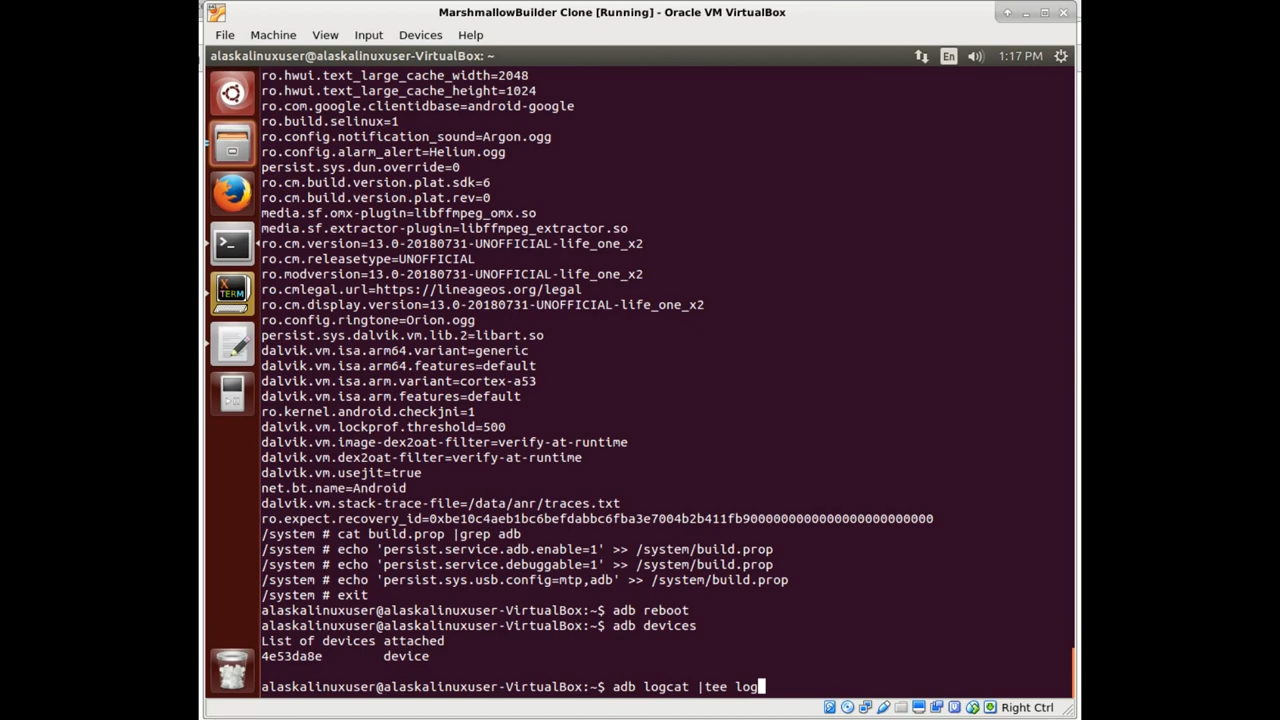 MarshmallowBuilder Clone [Running] - Oracle VM VirtualBox
File Machine View Input Devices Help
alaskalinuxuser@alaskalinuxuser-VirtualBox: ~ En 1:17 PM
ro.hwui.text_large_cache_width=2048
ro.hwui.text_large_cache_height=1024
ro.com.google.clientidbase=android-google
ro.build.selinux=1
ro.config.notification_sound=Argon.ogg
ro.config.alarm_alert=Helium.ogg
persist.sys.dun.override=0
ro.cm.build.version.plat.sdk=6
ro.cm.build.version.plat.rev=0
media.sf.omx-plugin=libffmpeg_omx.so
media.sf.extractor-plugin=libffmpeg_extractor.so
ro.cm.version=13.0-20180731-UNOFFICIAL-life_one_x2
ro.cm.releasetype=UNOFFICIAL
ro.modversion=13.0-20180731-UNOFFICIAL-life_one_x2
ro.cmlegal.url=https://lineageos.org/legal
ro.cm.display.version=13.0-20180731-UNOFFICIAL-life_one_x2
ro.config.ringtone=Orion.ogg
persist.sys.dalvik.vm.lib.2=libart.so
dalvik.vm.isa.arm64.variant=generic
dalvik.vm.isa.arm64.features=default
dalvik.vm.isa.arm.variant=cortex-a53
dalvik.vm.isa.arm.features=default
ro.kernel.android.checkjni=1
dalvik.vm.lockprof.threshold=500
dalvik.vm.image-dex2oat-filter=verify-at-runtime
dalvik.vm.dex2oat-filter=verify-at-runtime
dalvik.vm.usejit=true
net.bt.name=Android
dalvik.vm.stack-trace-file=/data/anr/traces.txt
ro.expect.recovery_id=0xbe10c4aeb1bc6befdabbc6fba3e7004b2b411fb9000000000000000000000000
/system # cat build.prop |grep adb
/system # echo 'persist.service.adb.enable=1' >> /system/build.prop
/system # echo 'persist.service.debuggable=1' >> /system/build.prop
/system # echo 'persist.sys.usb.config=mtp,adb' >> /system/build.prop
/system # exit
alaskalinuxuser@alaskalinuxuser-VirtualBox:~$ adb reboot
alaskalinuxuser@alaskalinuxuser-VirtualBox:~$ adb devices
List of devices attached
4e53da8e device
alaskalinuxuser@alaskalinuxuser-VirtualBox:~$ adb logcat |tee log
X TERM
Right Ctrl